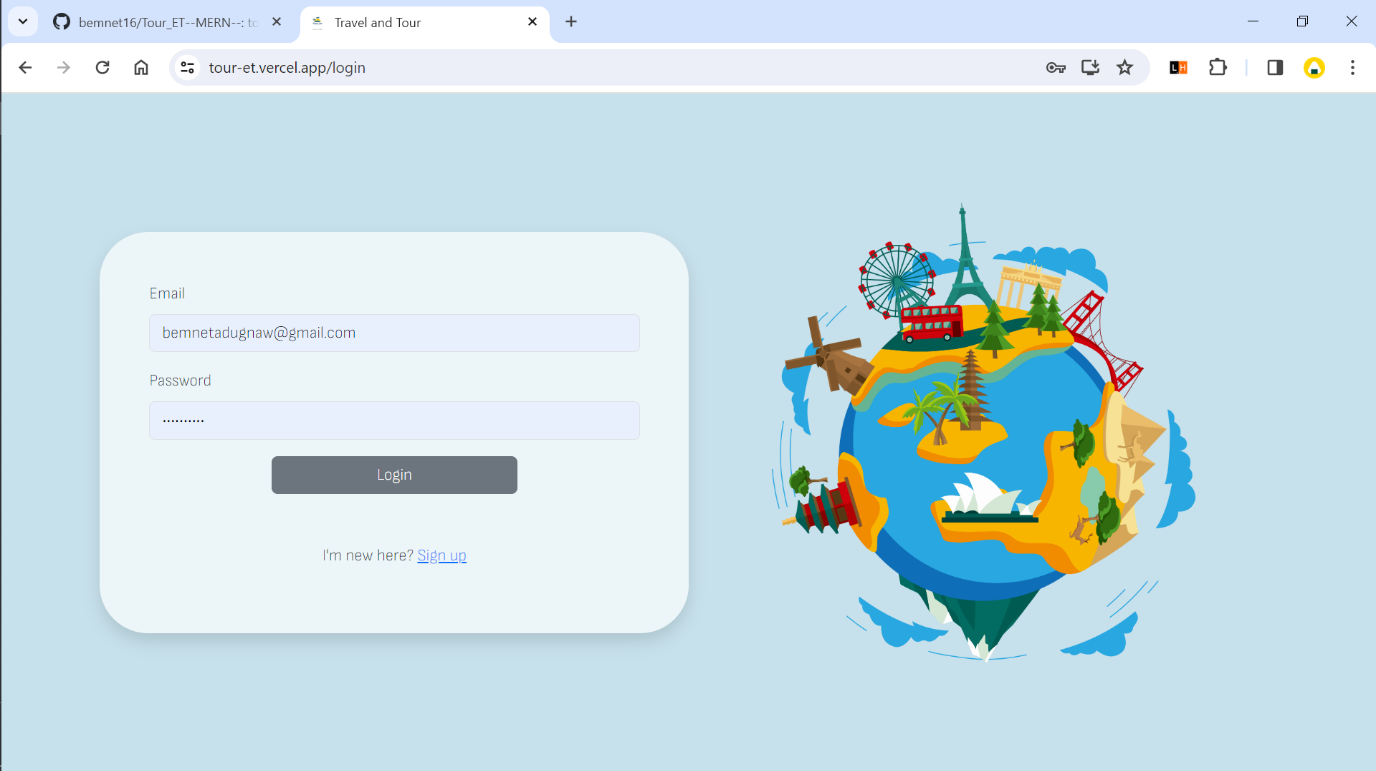 bemnet16/Tour_ET--MERN--: to
Travel and Tour
tour-et.vercel.app/login
LH
Email
bemnetadugnaw@gmail.com
Password
..........
Login
I'm new here? Sign up